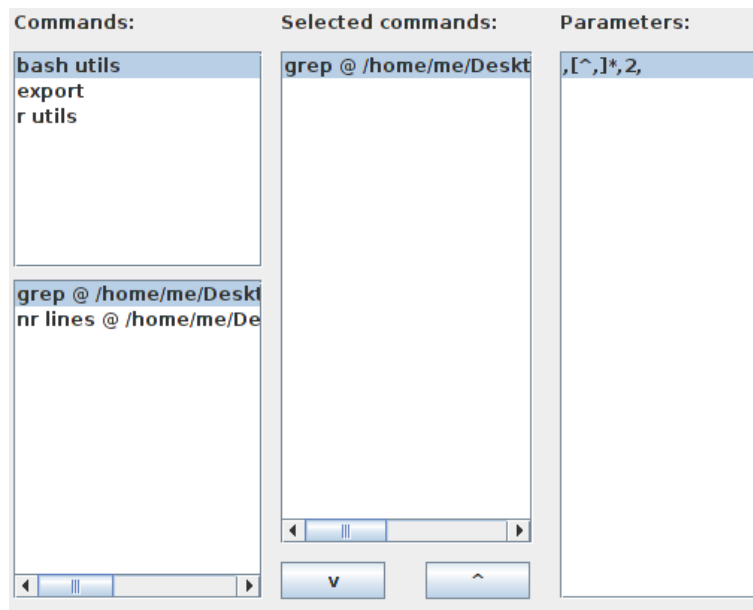 Commands:
bash utils
export
r utils
grep @ /home/me/Deskt
nr lines @ /home/me/De
Selected commands:
grep @ /home/me/Deskt
v
^
Parameters:
,[^,]*,2,